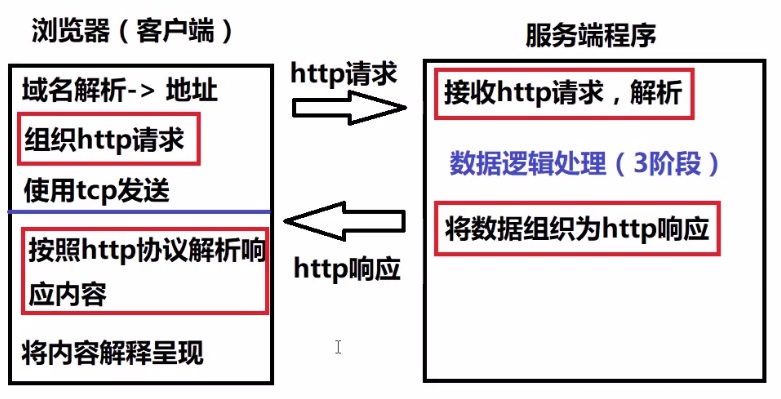 浏览器（客户端）
域名解析-> 地址
组织http请求
使用tcp发送
按照http协议解析响
应内容
将内容解释呈现
http请求
http响应
服务端程序
接收http请求，解析
数据逻辑处理（3阶段）
将数据组织为http响应